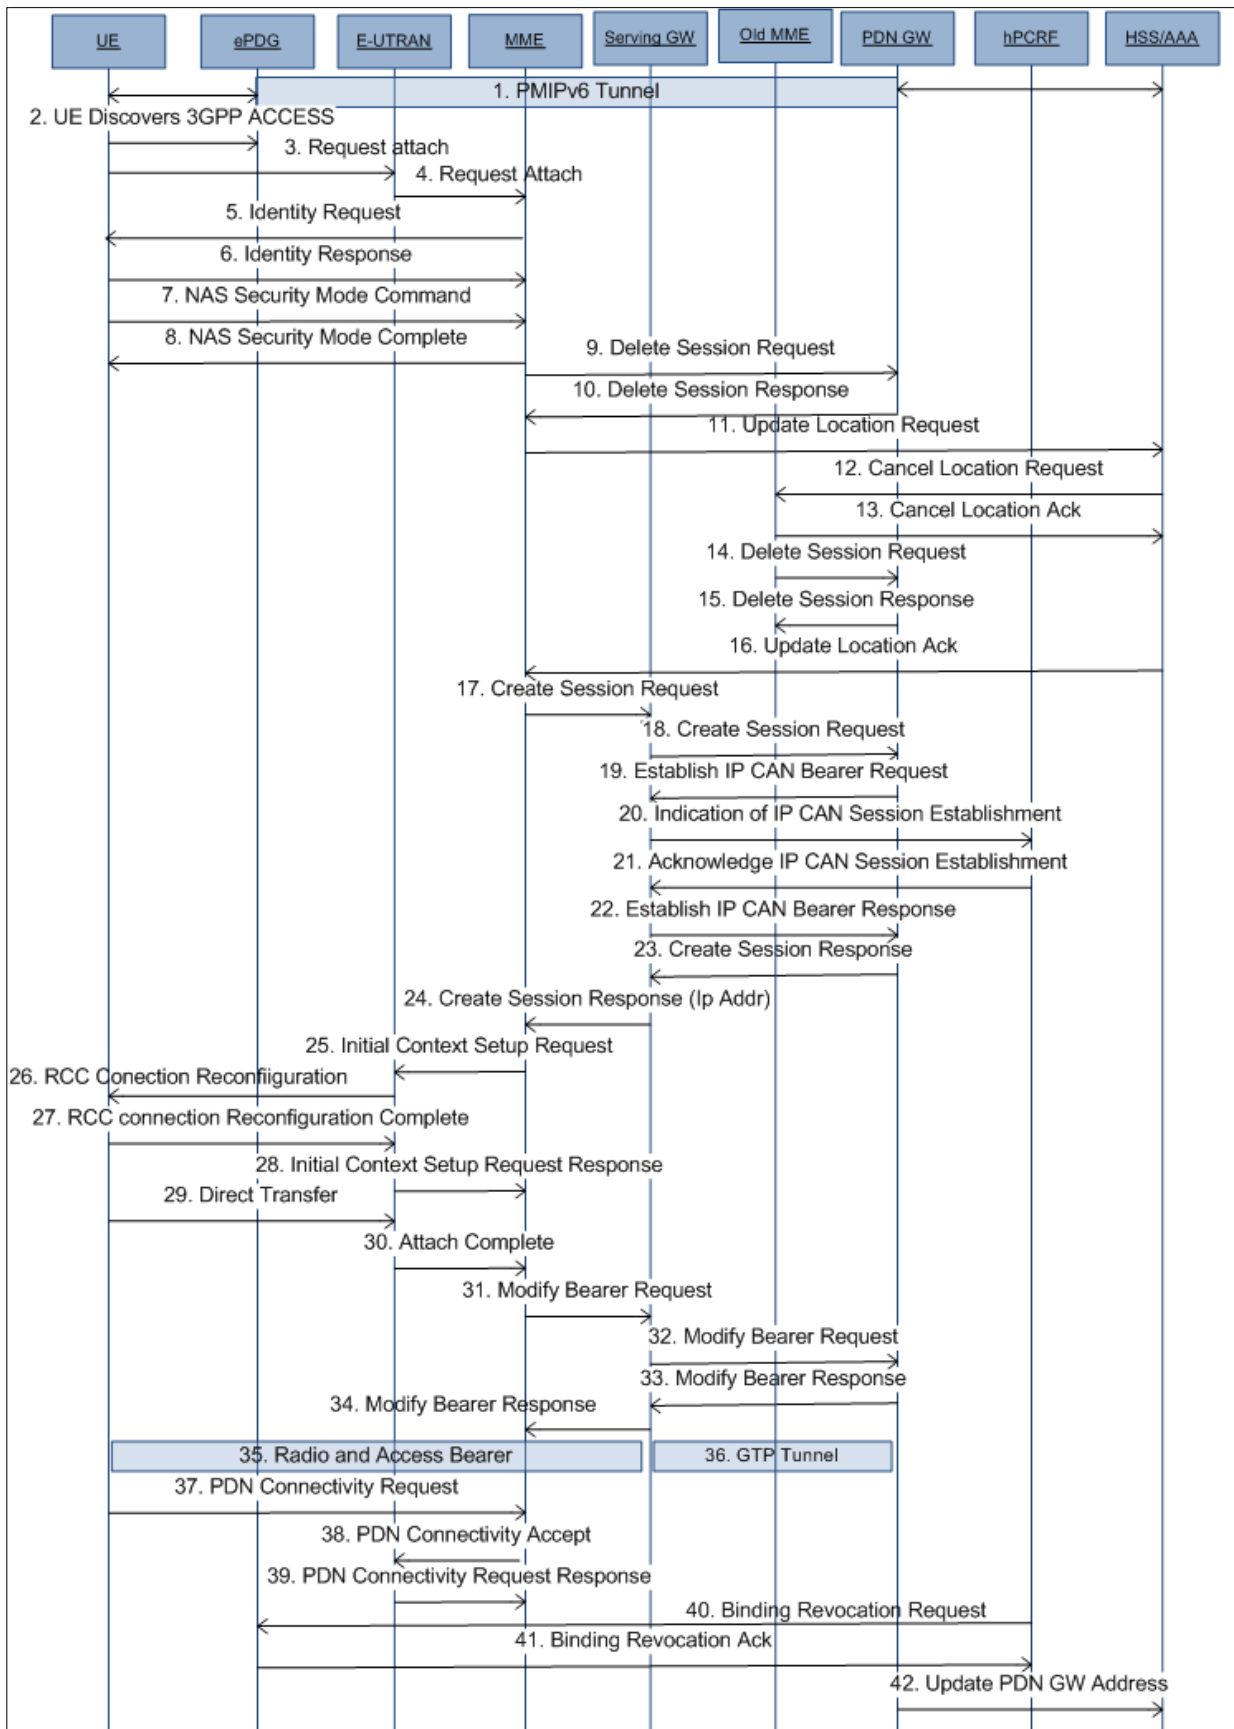 UE ePDG E-UTRAN MME Serving GW Old MME PDN GW hPCRF HSS/AAA
1. PMIPv6 Tunnel
2. UE Discovers 3GPP ACCESS
3. Request attach
4. Request Attach
5. Identity Request
6. Identity Response
7. NAS Security Mode Command
8. NAS Security Mode Complete
9. Delete Session Request
10. Delete Session Response
11. Update Location Request
12. Cancel Location Request
13. Cancel Location Ack
14. Delete Session Request
15. Delete Session Response
16. Update Location Ack
17. Create Session Request
18. Create Session Request
19. Establish IP CAN Bearer Request
20. Indication of IP CAN Session Establishment
21. Acknowledge IP CAN Session Establishment
22. Establish IP CAN Bearer Response
23. Create Session Response
24. Create Session Response (Ip Addr)
25. Initial Context Setup Request
26. RCC Conection Reconfiiguration
27. RCC connection Reconfiguration Complete
28. Initial Context Setup Request Response
29. Direct Transfer
30. Attach Complete
31. Modify Bearer Request
32. Modify Bearer Request
33. Modify Bearer Response
34. Modify Bearer Response
35. Radio and Access Bearer
36. GTP Tunnel
37. PDN Connectivity Request
38. PDN Connectivity Accept
39. PDN Connectivity Request Response
40. Binding Revocation Request
41. Binding Revocation Ack
42. Update PDN GW Address